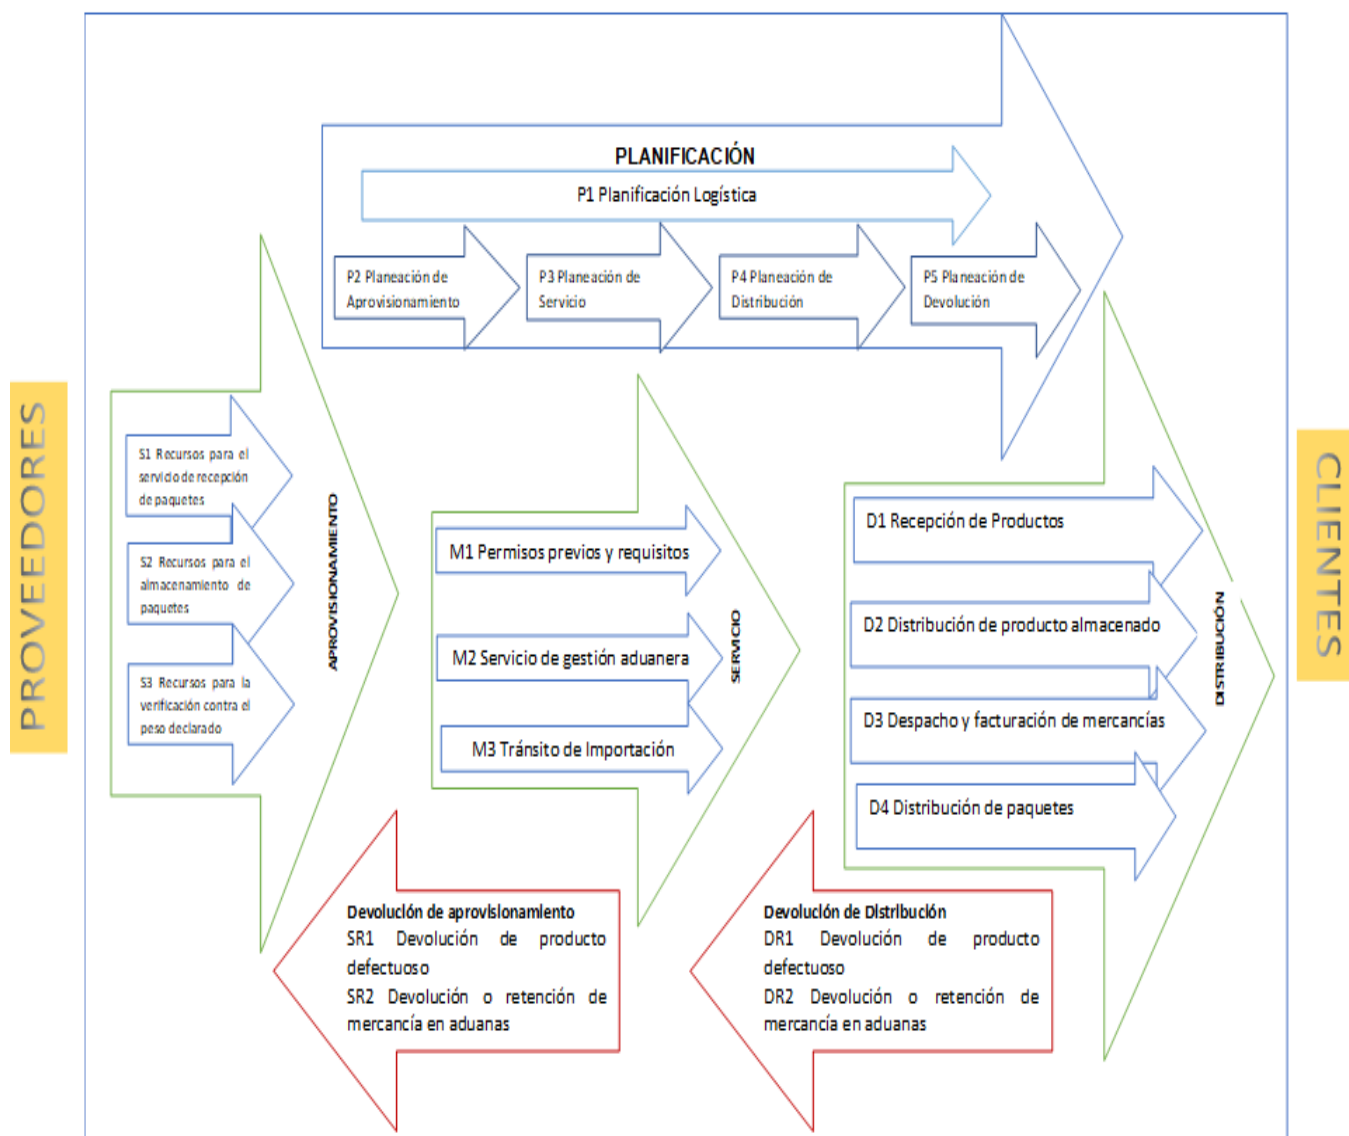 PLANIFICACIÓN
P1 Planificación Logística
P2 Planeación de
Aprovisionamiento
P3 Planeación de
Servicio
P4 Planeación de
Distribución
P5 Planeación de
Devolución
PROVEEDORES
S1 Recursos para el
servicio de recepción
de paquetes
S2 Recursos para el
almacenamiento de
paquetes
S3 Recursos para la
verificación contra el
peso declarado
APROVISIONAMIENTO
M1 Permisos previos y requisitos
M2 Servicio de gestión aduanera
M3 Tránsito de Importación
SERVICIO
D1 Recepción de Productos
D2 Distribución de producto almacenado
D3 Despacho y facturación de mercancías
D4 Distribución de paquetes
DISTRIBUCIÓN
CLIENTES
Devolución de aprovisionamiento
SR1 Devolución de producto
defectuoso
SR2 Devolución o retención de
mercancía en aduanas
Devolución de Distribución
DR1 Devolución de producto
defectuoso
DR2 Devolución o retención de
mercancía en aduanas